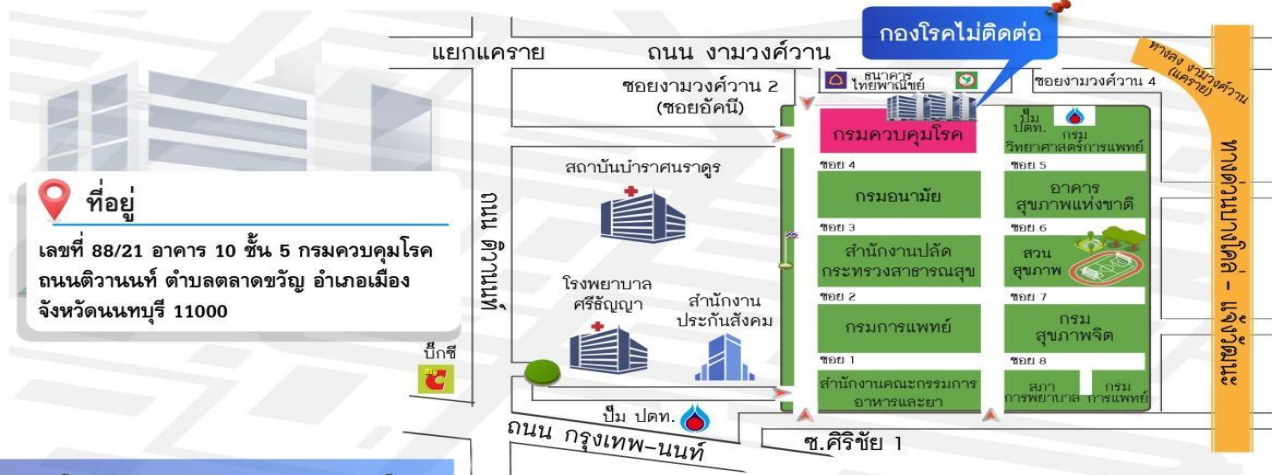 กองโรคไม่ติดต่อ
แยกแคราย
ถนน งามวงศ์วาน
ซอยงามวงศ์วาน 2
(ซอยอัคนี)
ธนาคาร
ไทยพาณิชย์
ซอยงามวงศ์วาน 4
ทางลง งามวงศ์วาน
(แคราย)
ทางด่วนบางโคล่ - แจ้งวัฒนะ
ที่อยู่
เลขที่ 88/21 อาคาร 10 ชั้น 5 กรมควบคุมโรค
ถนนติวานนท์ ตำบลตลาดขวัญ อำเภอเมือง
จังหวัดนนทบุรี 11000
ถนน ติวานนท์
สถาบันบำราศนราดูร
โรงพยาบาล
ศรีธัญญา
สำนักงาน
ประกันสังคม
บิ๊กซี
ปั๊ม ปตท.
ถนน กรุงเทพ-นนท์
ซ.ศิริชัย 1
กรมควบคุมโรค
ซอย 4
กรมอนามัย
ซอย 3
สำนักงานปลัด
กระทรวงสาธารณสุข
ซอย 2
กรมการแพทย์
ซอย 1
สำนักงานคณะกรรมการ
อาหารและยา
ปั๊ม
ปตท.
กรม
วิทยาศาสตร์การแพทย์
ซอย 5
อาคาร
สุขภาพแห่งชาติ
ซอย 6
สวน
สุขภาพ
ซอย 7
กรม
สุขภาพจิต
ซอย 8
สภา
การพยาบาล
กรม
การแพทย์